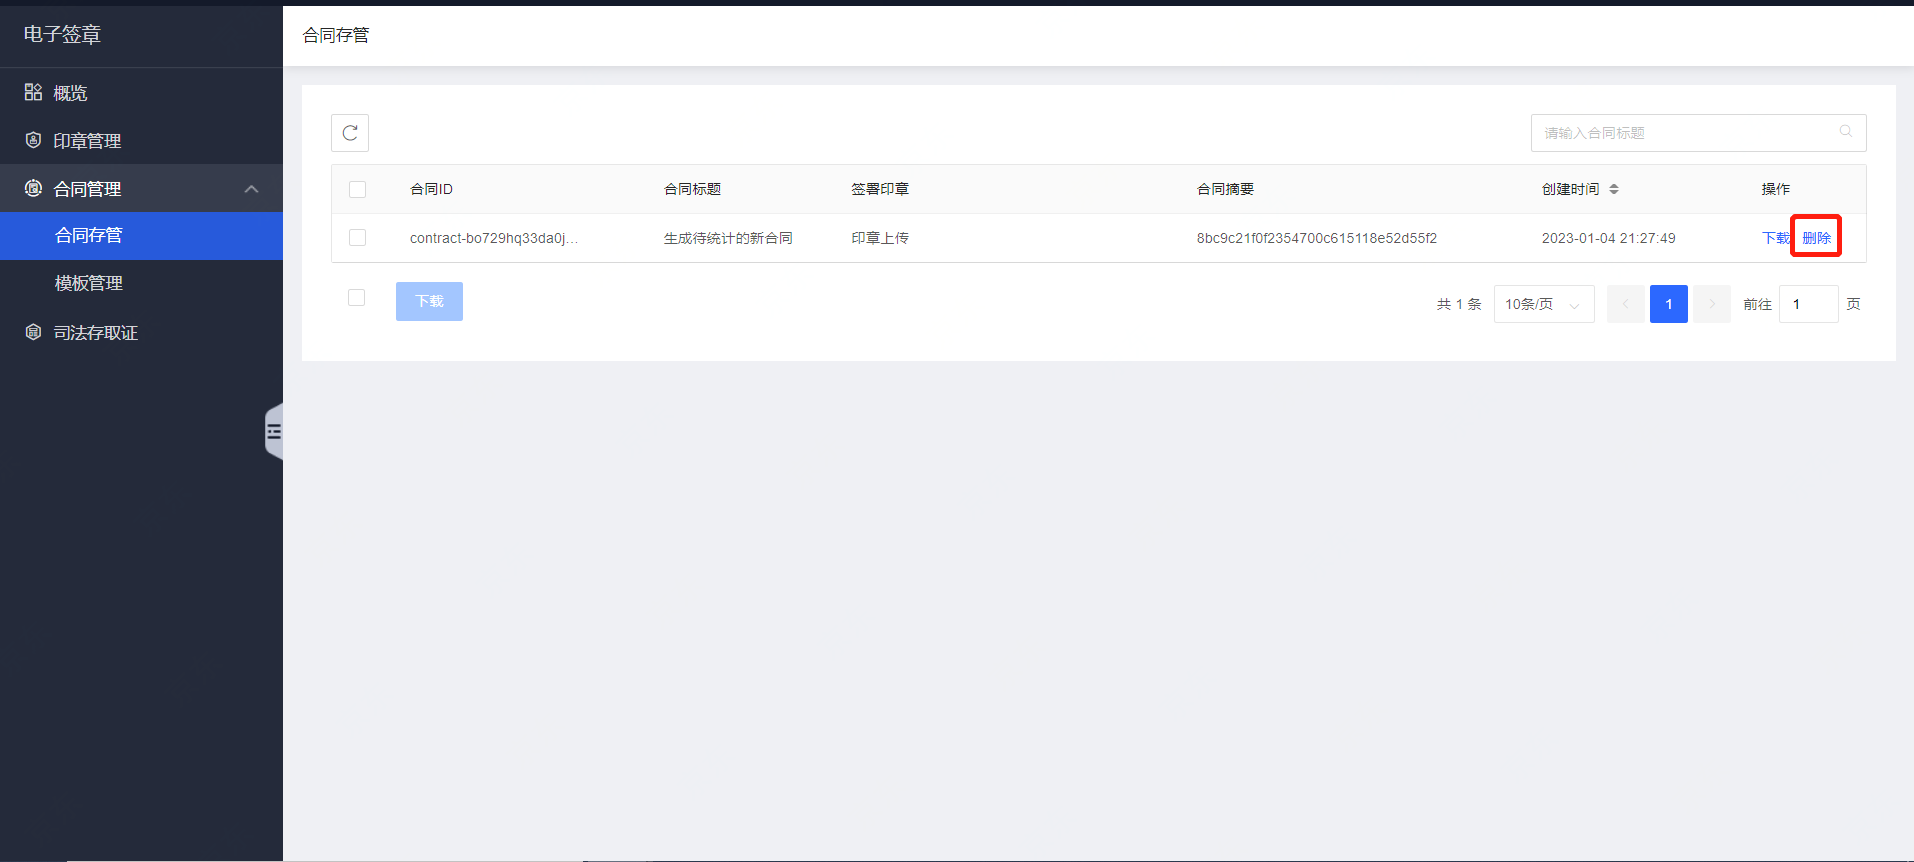 电子签章
合同存管
概览
印章管理
合同管理
合同存管
模板管理
司法存取证
请输入合同标题
合同ID 合同标题 签署印章 合同摘要 创建时间 操作
contract-bo729hq33da0j... 生成待统计的新合同 印章上传 8bc9c21f0f2354700c615118e52d55f2 2023-01-04 21:27:49 下载 删除
下载
共 1 条 10条/页 1 前往 1 页